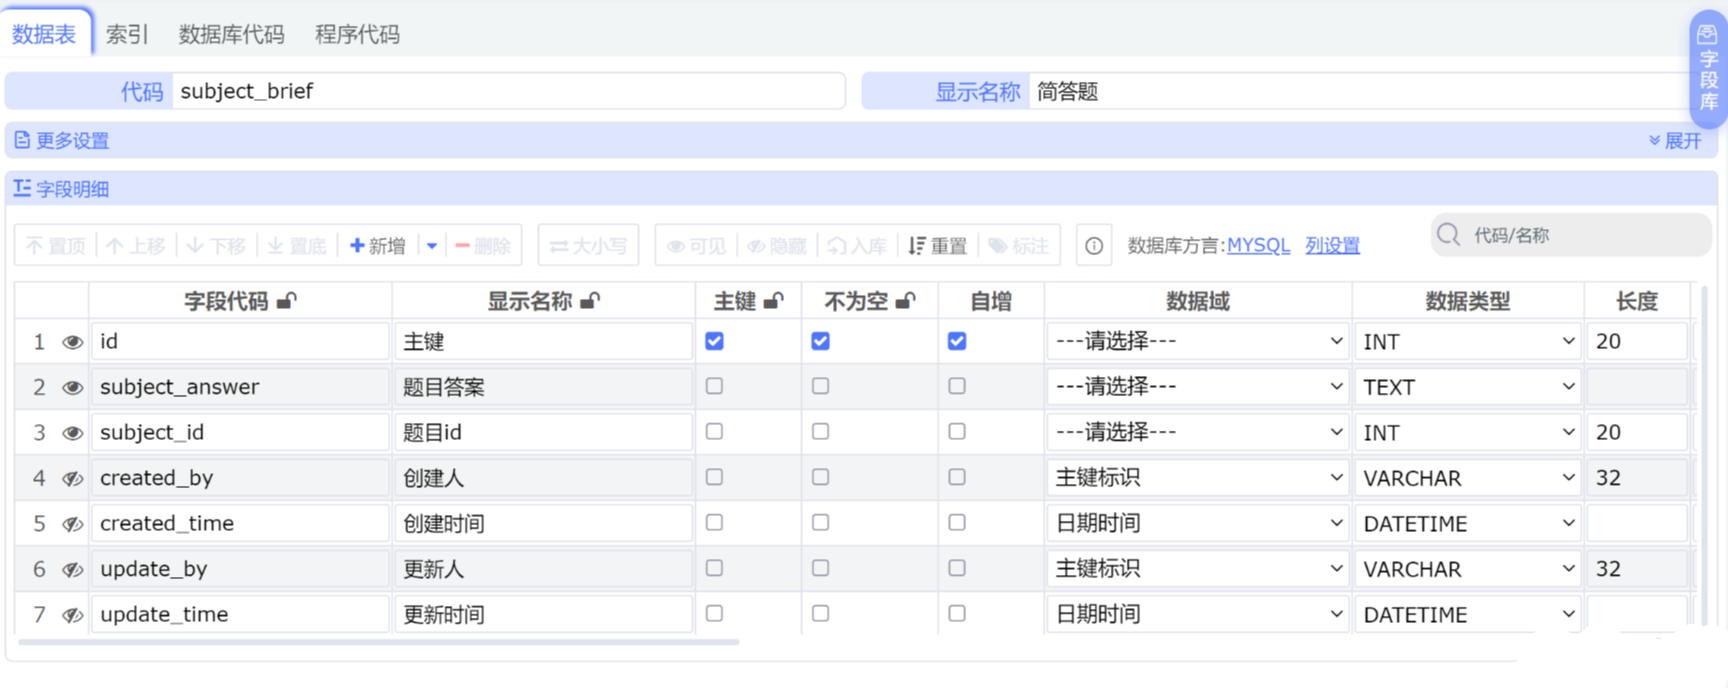 数据表 索引 数据库代码 程序代码
字段库
代码 subject_brief 显示名称 简答题
更多设置 展开
字段明细
置顶 上移 下移 置底 新增 删除 大小写 可见 隐藏 入库 重置 标注 数据库方言:MYSQL 列设置 代码/名称
字段代码 显示名称 主键 不为空 自增 数据域 数据类型 长度
1 id 主键 ---请选择--- INT 20
2 subject_answer 题目答案 ---请选择--- TEXT
3 subject_id 题目id ---请选择--- INT 20
4 created_by 创建人 主键标识 VARCHAR 32
5 created_time 创建时间 日期时间 DATETIME
6 update_by 更新人 主键标识 VARCHAR 32
7 update_time 更新时间 日期时间 DATETIME